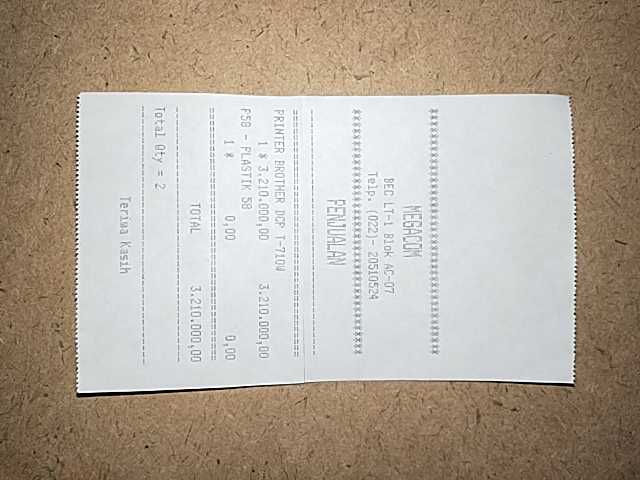 ************************************
MEGACOM
BEC LT-1 Blok AC-07
Telp. (022)- 20510524
************************************
PENJUALAN
----------------------------------------
========================================
PRINTER BROTHER DCP T-710W
1 * 3.210.000,00 3.210.000,00
P58 - PLASTIK 58
1 * 0,00 0,00
========================================
TOTAL 3.210.000,00
----------------------------------------
Total Qty = 2
----------------------------------------
Terima Kasih